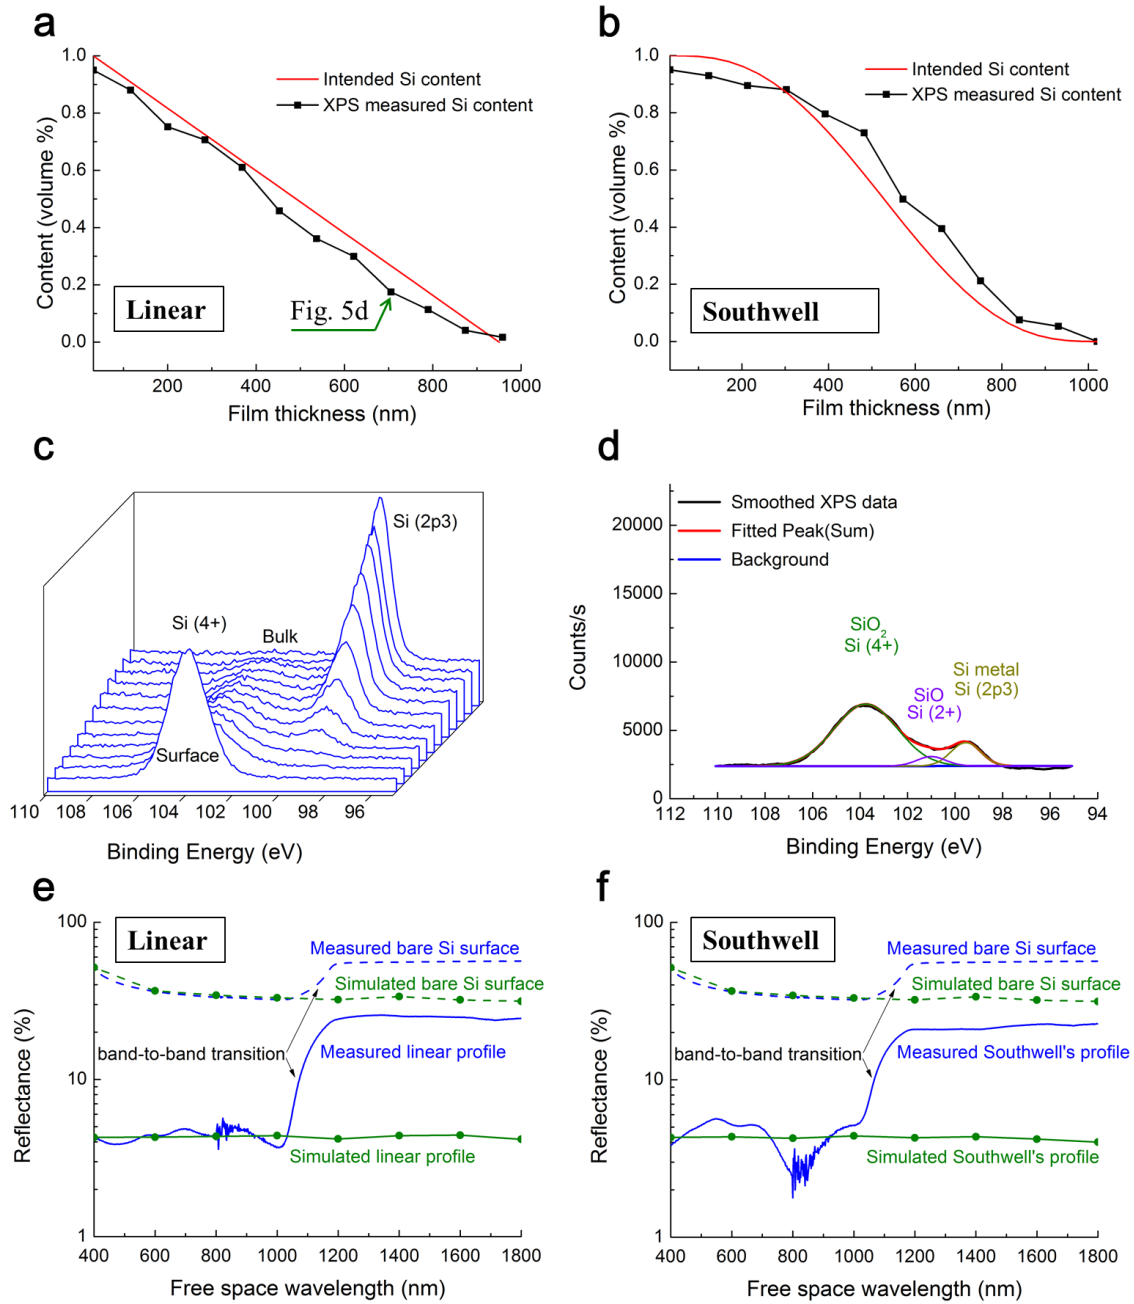 a
1.0
0.8
0.6
0.4
0.2
0.0
Content (volume %)
Intended Si content
XPS measured Si content
Linear
Fig. 5d
200
400
600
800
1000
Film thickness (nm)
b
1.0
0.8
0.6
0.4
0.2
0.0
Content (volume %)
Intended Si content
XPS measured Si content
Southwell
200
400
600
800
1000
Film thickness (nm)
c
Si (2p3)
Si (4+)
Bulk
Surface
110
108
106
104
102
100
98
96
Binding Energy (eV)
d
Smoothed XPS data
Fitted Peak(Sum)
Background
20000
15000
10000
5000
0
Counts/s
SiO2
Si (4+)
Si metal
Si (2p3)
SiO
Si (2+)
112
110
108
106
104
102
100
98
96
94
Binding Energy (eV)
e
100
10
1
Reflectance (%)
Linear
Measured bare Si surface
Simulated bare Si surface
band-to-band transition
Measured linear profile
Simulated linear profile
400
600
800
1000
1200
1400
1600
1800
Free space wavelength (nm)
f
100
10
1
Reflectance (%)
Southwell
Measured bare Si surface
Simulated bare Si surface
band-to-band transition
Measured Southwell's profile
Simulated Southwell's profile
400
600
800
1000
1200
1400
1600
1800
Free space wavelength (nm)